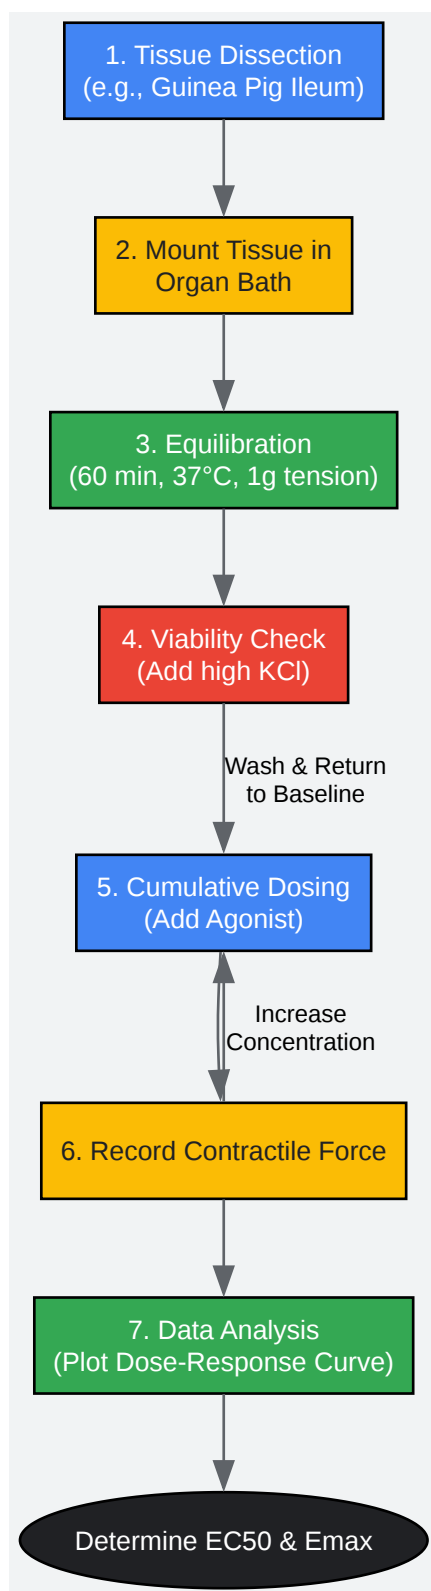 1. Tissue Dissection
(e.g., Guinea Pig Ileum)
2. Mount Tissue in
Organ Bath
3. Equilibration
(60 min, 37°C, 1g tension)
4. Viability Check
(Add high KCl)
Wash & Return
to Baseline
5. Cumulative Dosing
(Add Agonist)
Increase
Concentration
6. Record Contractile Force
7. Data Analysis
(Plot Dose-Response Curve)
Determine EC50 & Emax